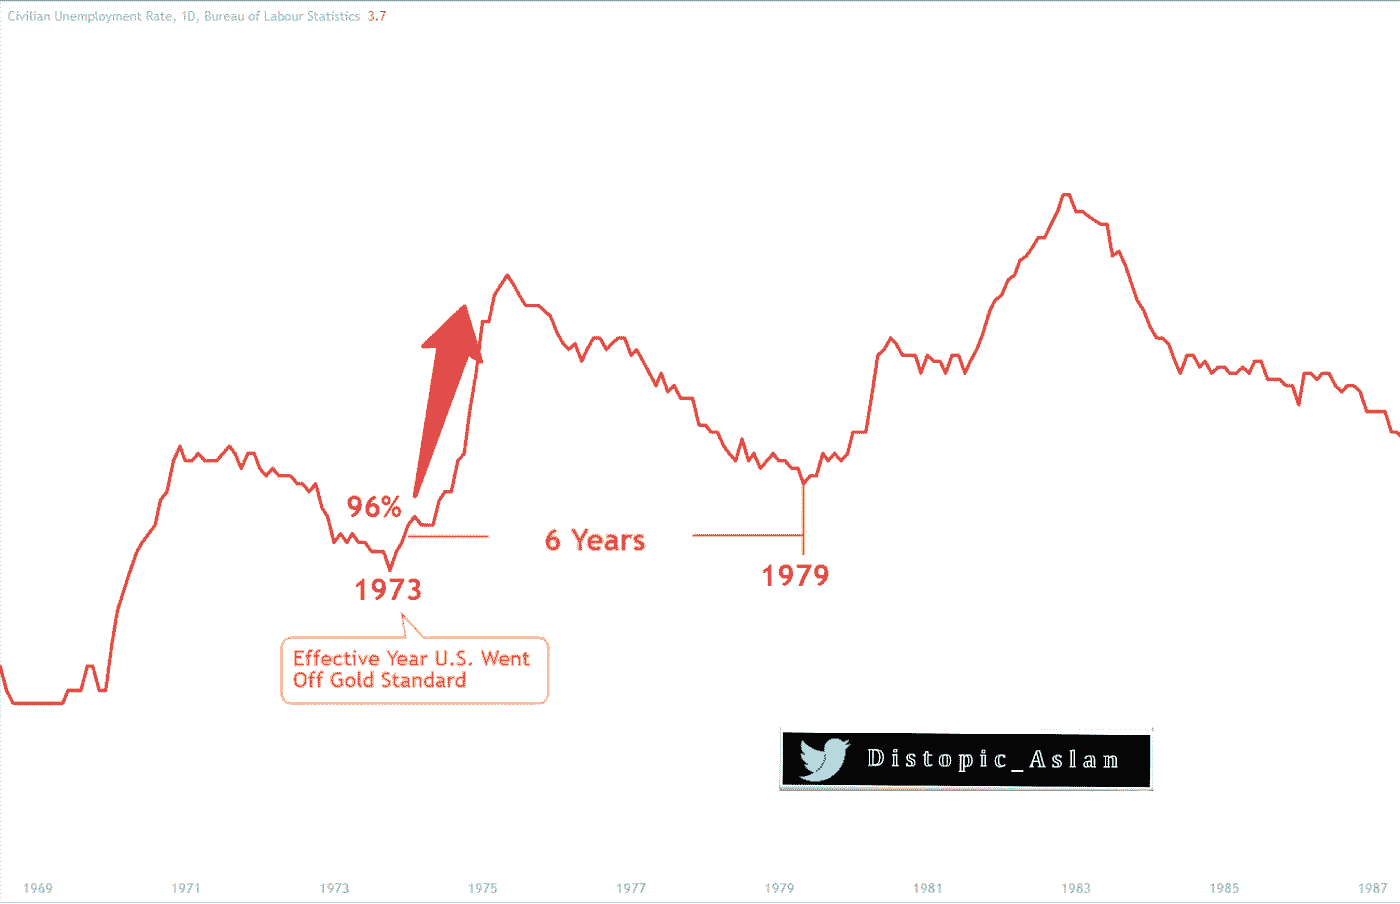 Civilian Unemployment Rate, 1D, Bureau of Labour Statistics 3.7
96%
6 Years
1973
1979
Effective Year U.S. Went
Off Gold Standard
𝔻istopic_Aslan
1969 1971 1973 1975 1977 1979 1981 1983 1985 1987